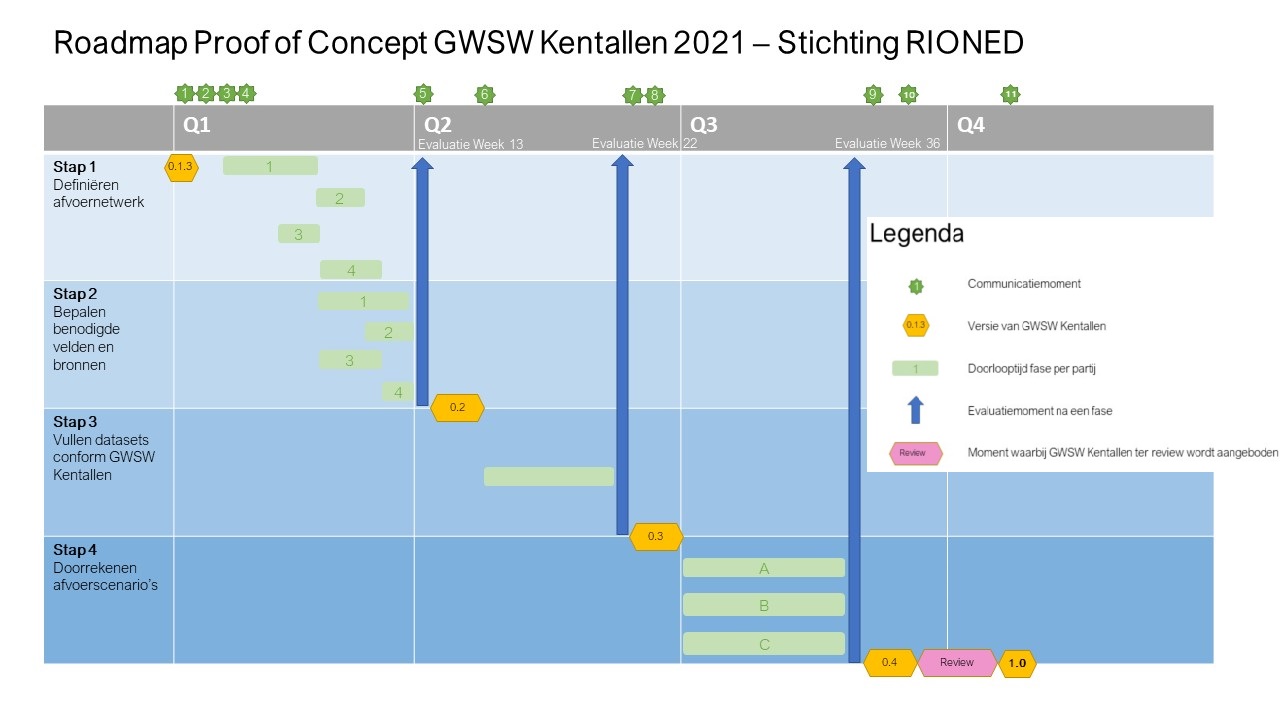 Roadmap Proof of Concept GWSW Kentallen 2021 – Stichting RIONED
1 2 3 4 5 6 7 8 9 10 11
Q1 Q2 Q3 Q4
Evaluatie Week 13 Evaluatie Week 22 Evaluatie Week 36
Stap 1
Definiëren
afvoernetwerk
0.1.3
1
2
3
4
Stap 2
Bepalen
benodigde
velden en
bronnen
1
2
3
4
0.2
Stap 3
Vullen datasets
conform GWSW
Kentallen
0.3
Stap 4
Doorrekenen
afvoerscenario's
A
B
C
0.4 Review 1.0
Legenda
1 Communicatiemoment
0.1.3 Versie van GWSW Kentallen
1 Doorlooptijd fase per partij
Evaluatiemoment na een fase
Review Moment waarbij GWSW Kentallen ter review wordt aangeboden